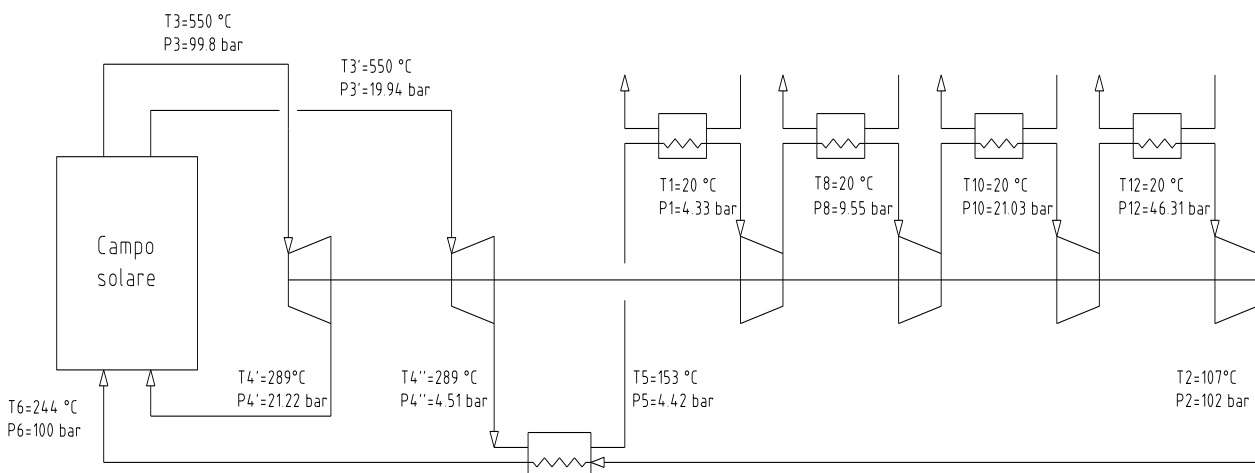 T3=550 °C
P3=99.8 bar
T3'=550 °C
P3'=19.94 bar
Campo
solare
T1=20 °C
P1=4.33 bar
T8=20 °C
P8=9.55 bar
T10=20 °C
P10=21.03 bar
T12=20 °C
P12=46.31 bar
T6=244 °C
P6=100 bar
T4'=289°C
P4'=21.22 bar
T4''=289 °C
P4''=4.51 bar
T5=153 °C
P5=4.42 bar
T2=107°C
P2=102 bar